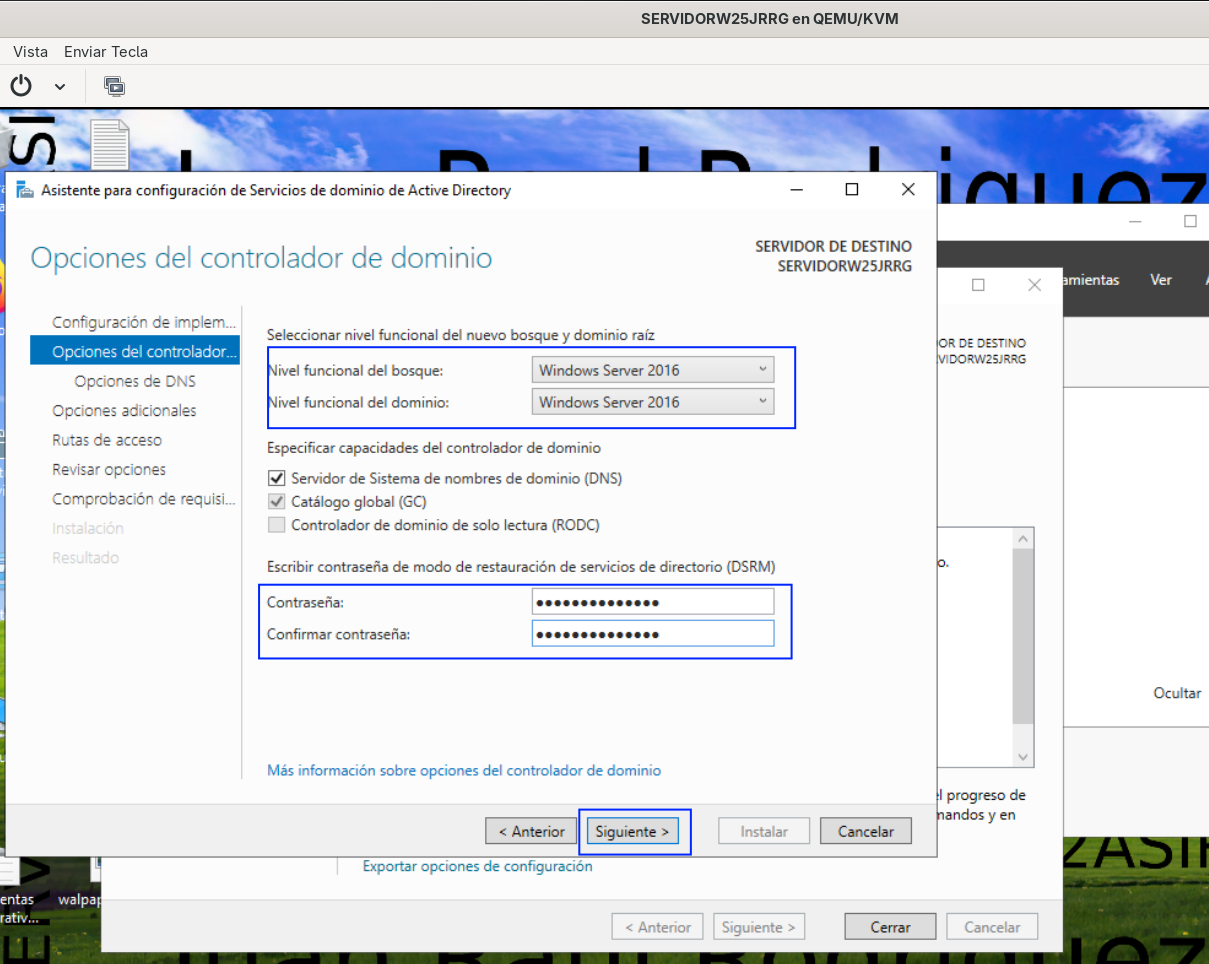 SERVIDORW25JRRG en QEMU/KVM
Vista Enviar Tecla
Asistente para configuración de Servicios de dominio de Active Directory
Opciones del controlador de dominio
SERVIDOR DE DESTINO
SERVIDORW25JRRG
Configuración de implem...
Opciones del controlador...
Opciones de DNS
Opciones adicionales
Rutas de acceso
Revisar opciones
Comprobación de requisi...
Instalación
Resultado
Seleccionar nivel funcional del nuevo bosque y dominio raíz
Nivel funcional del bosque: Windows Server 2016
Nivel funcional del dominio: Windows Server 2016
Especificar capacidades del controlador de dominio
Servidor de Sistema de nombres de dominio (DNS)
Catálogo global (GC)
Controlador de dominio de solo lectura (RODC)
Escribir contraseña de modo de restauración de servicios de directorio (DSRM)
Contraseña: ●●●●●●●●●●●●●●
Confirmar contraseña: ●●●●●●●●●●●●●●
Más información sobre opciones del controlador de dominio
< Anterior Siguiente > Instalar Cancelar
amientas Ver
OR DE DESTINO
VIDORW25JRRG
o.
Ocultar
el progreso de
mandos y en
Exportar opciones de configuración
< Anterior Siguiente > Cerrar Cancelar
entas
rativ...
walpap